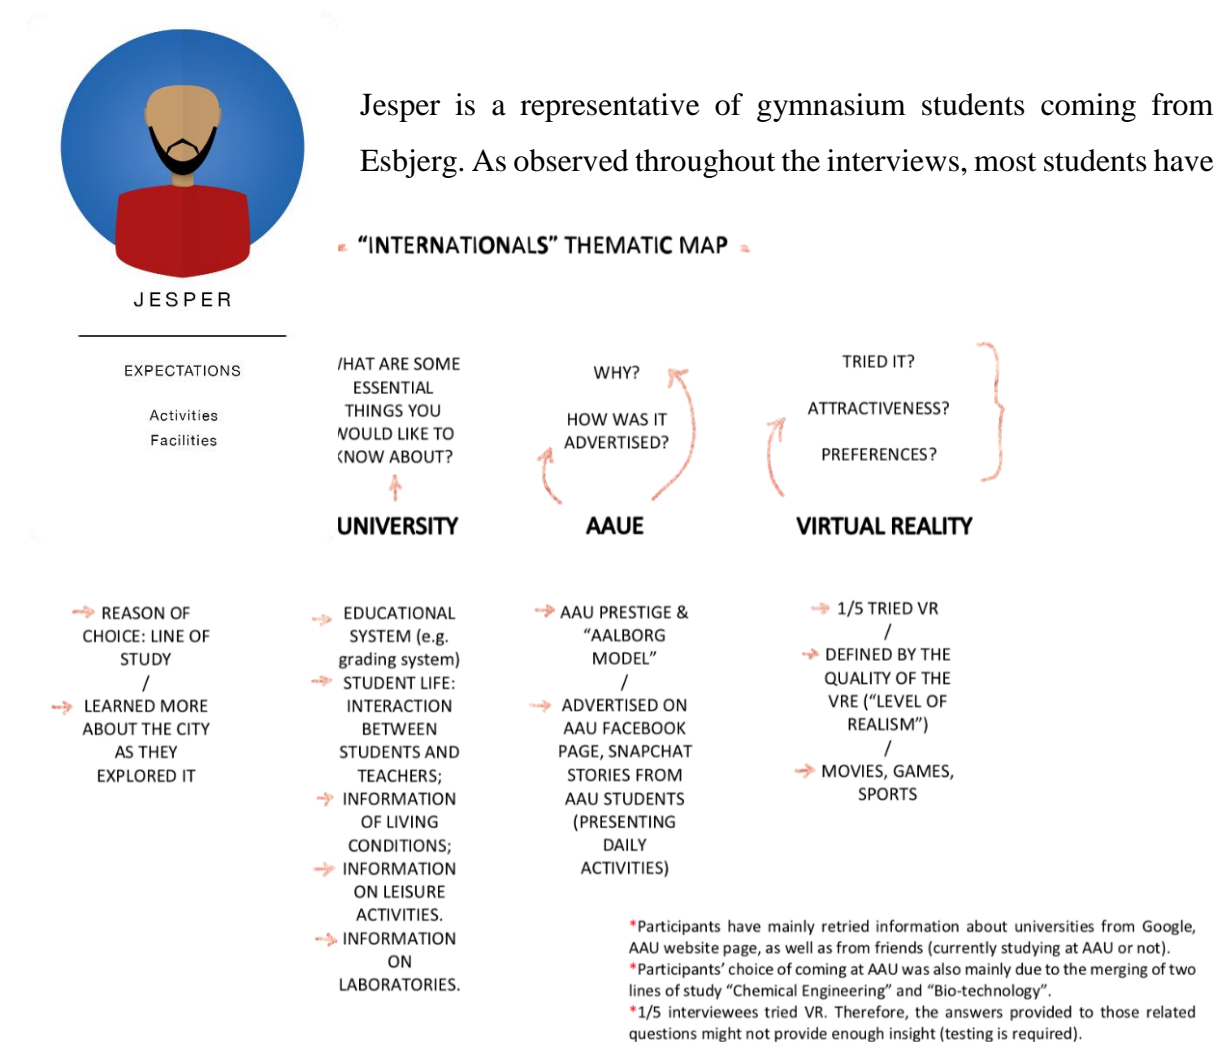 Jesper is a representative of gymnasium students coming from
Esbjerg. As observed throughout the interviews, most students have
JESPER
EXPECTATIONS
Activities
Facilities
“INTERNATIONALS” THEMATIC MAP
HAT ARE SOME
ESSENTIAL
THINGS YOU
WOULD LIKE TO
KNOW ABOUT?
UNIVERSITY
WHY?
HOW WAS IT
ADVERTISED?
AAUE
TRIED IT?
ATTRACTIVENESS?
PREFERENCES?
VIRTUAL REALITY
REASON OF
CHOICE: LINE OF
STUDY
/
LEARNED MORE
ABOUT THE CITY
AS THEY
EXPLORED IT
EDUCATIONAL
SYSTEM (e.g.
grading system)
STUDENT LIFE:
INTERACTION
BETWEEN
STUDENTS AND
TEACHERS;
INFORMATION
OF LIVING
CONDITIONS;
INFORMATION
ON LEISURE
ACTIVITIES.
INFORMATION
ON
LABORATORIES.
AAU PRESTIGE &
“AALBORG
MODEL”
/
ADVERTISED ON
AAU FACEBOOK
PAGE, SNAPCHAT
STORIES FROM
AAU STUDENTS
(PRESENTING
DAILY
ACTIVITIES)
1/5 TRIED VR
/
DEFINED BY THE
QUALITY OF THE
VRE (“LEVEL OF
REALISM”)
/
MOVIES, GAMES,
SPORTS
*Participants have mainly retried information about universities from Google,
AAU website page, as well as from friends (currently studying at AAU or not).
*Participants’ choice of coming at AAU was also mainly due to the merging of two
lines of study “Chemical Engineering” and “Bio-technology”.
*1/5 interviewees tried VR. Therefore, the answers provided to those related
questions might not provide enough insight (testing is required).